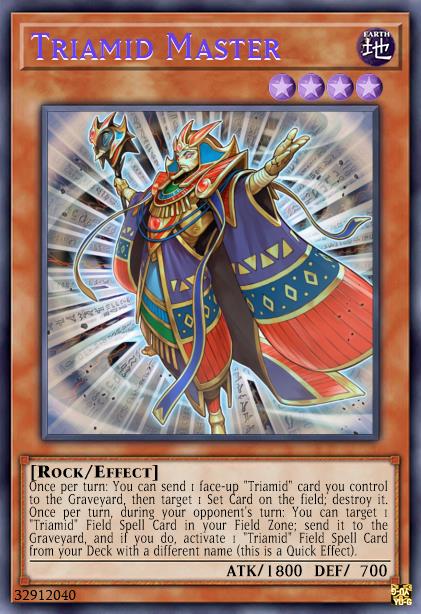 TRIAMID MASTER
EARTH
地
[ROCK/EFFECT]
Once per turn: You can send 1 face-up "Triamid" card you control
to the Graveyard, then target 1 Set Card on the field; destroy it.
Once per turn, during your opponent's turn: You can target 1
"Triamid" Field Spell Card in your Field Zone; send it to the
Graveyard, and if you do, activate 1 "Triamid" Field Spell Card
from your Deck with a different name (this is a Quick Effect).
ATK/1800 DEF/ 700
32912040